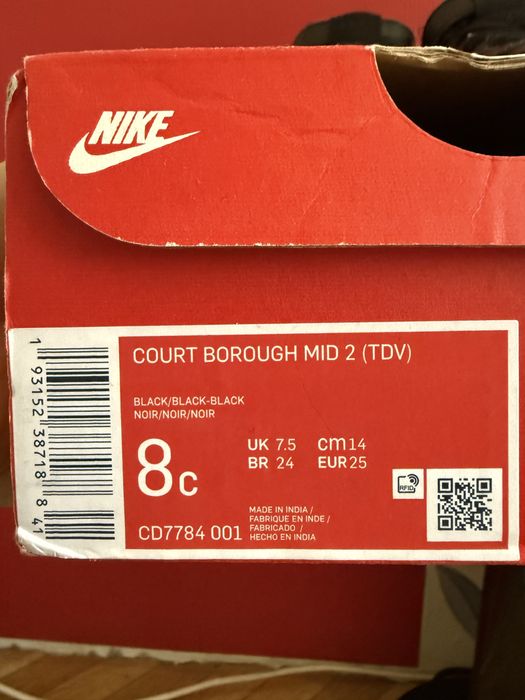 NIKE
COURT BOROUGH MID 2 (TDV)
BLACK/BLACK-BLACK
NOIR/NOIR/NOIR
8C
UK 7.5 cm 14
BR 24 EUR 25
RFID
CD7784 001
MADE IN INDIA /
FABRIQUE EN INDE /
FABRICADO /
HECHO EN INDIA
1 93152 38718 8 41